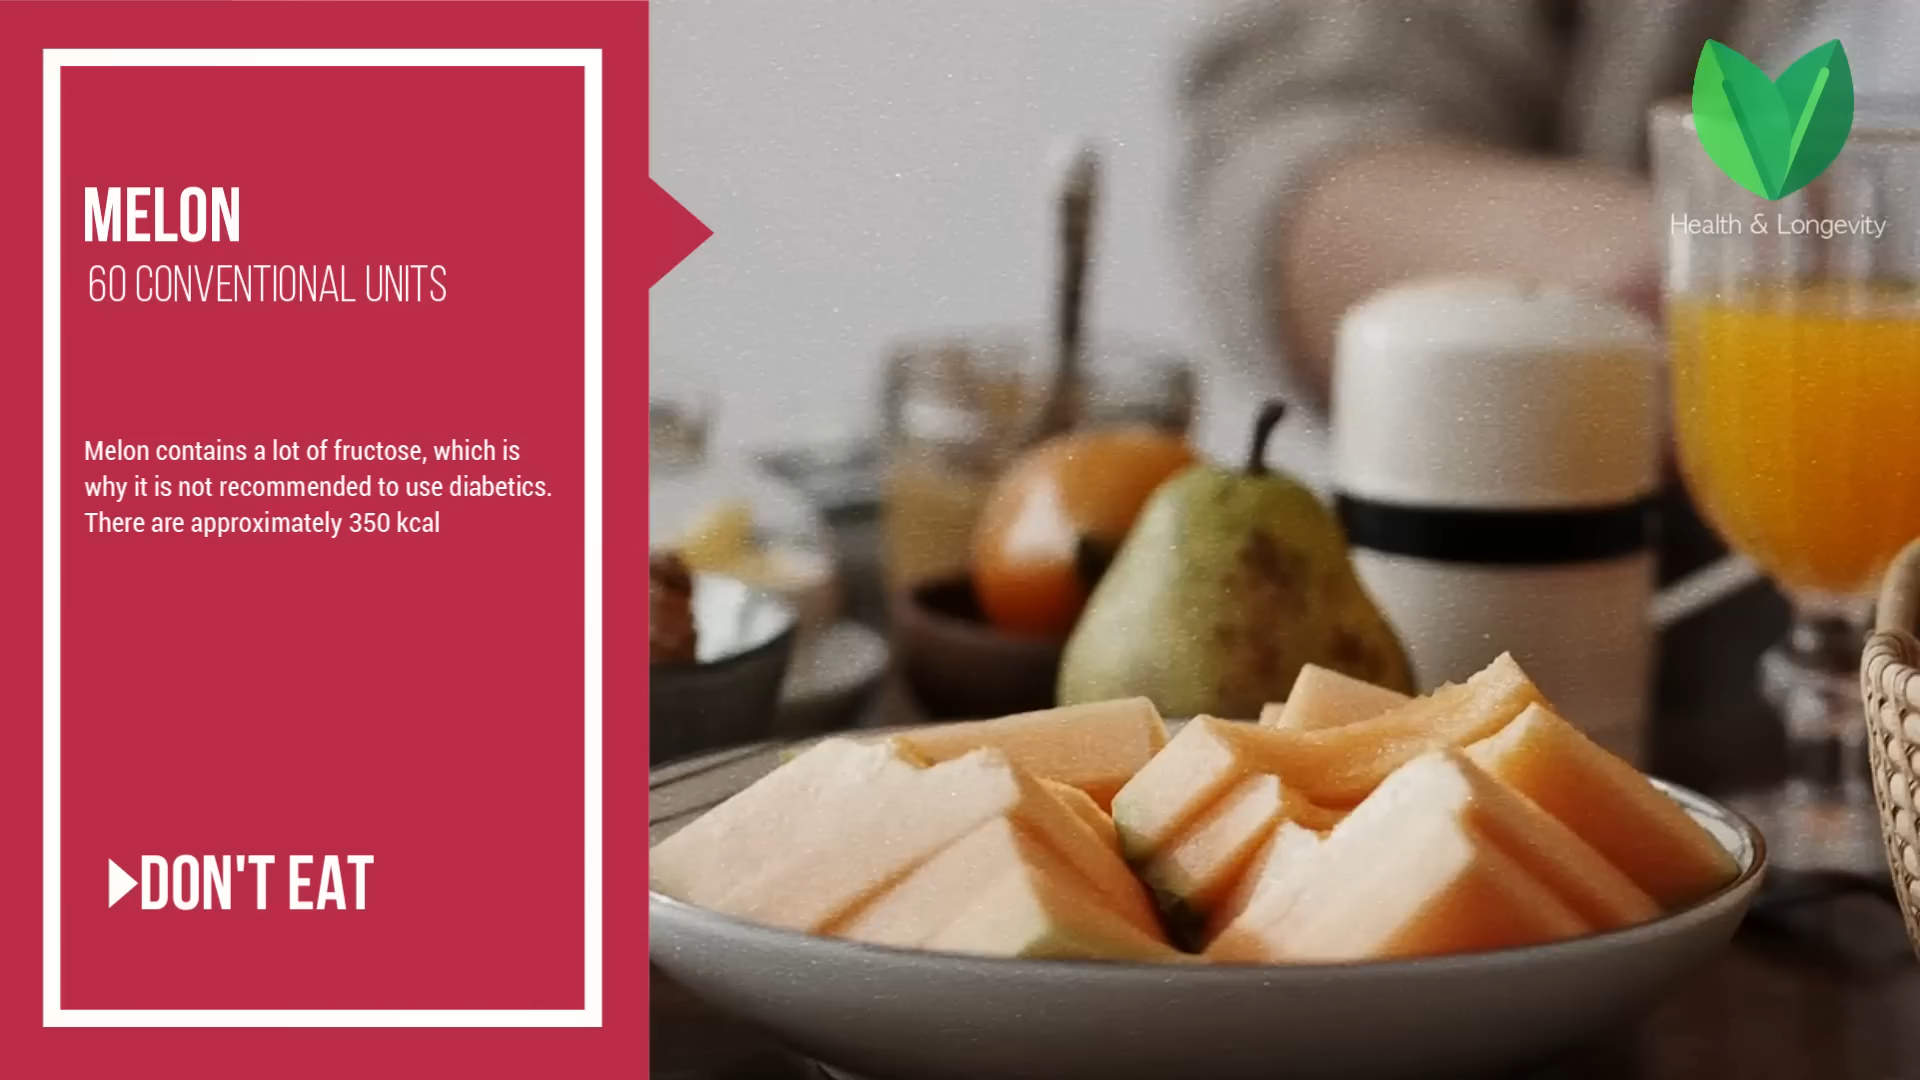 MELON
60 CONVENTIONAL UNITS
Melon contains a lot of fructose, which is
why it is not recommended to use diabetics.
There are approximately 350 kcal
DON'T EAT
Health & Longevity